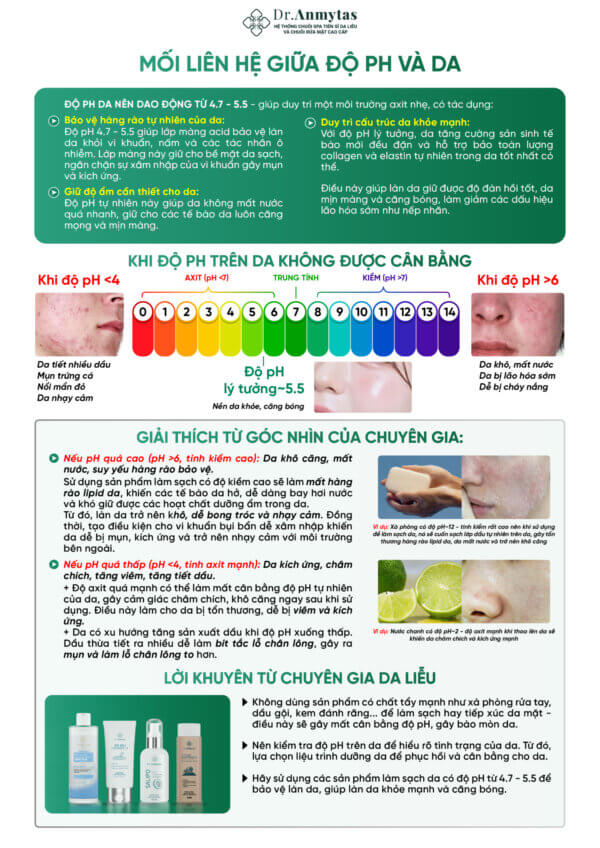 Dr.Anmytas
HỆ THỐNG CHUỖI SPA TIẾN SĨ DA LIỄU
VÀ CHUỖI RỬA MẶT CAO CẤP
MỐI LIÊN HỆ GIỮA ĐỘ PH VÀ DA
ĐỘ PH DA NÊN DAO ĐỘNG TỪ 4.7 - 5.5 - giúp duy trì một môi trường axit nhẹ, có tác dụng:
Bảo vệ hàng rào tự nhiên của da:
Độ pH 4.7 - 5.5 giúp lớp màng acid bảo vệ làn
da khỏi vi khuẩn, nấm và các tác nhân ô
nhiễm. Lớp màng này giữ cho bề mặt da sạch,
ngăn chặn sự xâm nhập của vi khuẩn gây mụn
và kích ứng.
Giữ độ ẩm cần thiết cho da:
Độ pH tự nhiên này giúp da không mất nước
quá nhanh, giữ cho các tế bào da luôn căng
mọng và mịn màng.
Duy trì cấu trúc da khỏe mạnh:
Với độ pH lý tưởng, da tăng cường sản sinh tế
bào mới đều đặn và hỗ trợ bảo toàn lượng
collagen và elastin tự nhiên trong da tốt nhất có
thể.
Điều này giúp làn da giữ được độ đàn hồi tốt, da
mịn màng và căng bóng, làm giảm các dấu hiệu
lão hóa sớm như nếp nhăn.
KHI ĐỘ PH TRÊN DA KHÔNG ĐƯỢC CÂN BẰNG
Khi độ pH <4
AXIT (pH <7)
TRUNG TÍNH
KIỀM (pH >7)
Khi độ pH >6
0 1 2 3 4 5 6 7 8 9 10 11 12 13 14
Da tiết nhiều dầu
Mụn trứng cá
Nổi mẩn đỏ
Da nhạy cảm
Độ pH
lý tưởng~5.5
Nền da khỏe, căng bóng
Da khô, mất nước
Da bị lão hóa sớm
Dễ bị cháy nắng
GIẢI THÍCH TỪ GÓC NHÌN CỦA CHUYÊN GIA:
Nếu pH quá cao (pH >6, tính kiềm cao): Da khô căng, mất
nước, suy yếu hàng rào bảo vệ.
Sử dụng sản phẩm làm sạch có độ kiềm cao sẽ làm mất hàng
rào lipid da, khiến các tế bào da hở, dễ dàng bay hơi nước
và khó giữ được các hoạt chất dưỡng ẩm trong da.
Từ đó, làn da trở nên khô, dễ bong tróc và nhạy cảm. Đồng
thời, tạo điều kiện cho vi khuẩn bụi bẩn dễ xâm nhập khiến
da dễ bị mụn, kích ứng và trở nên nhạy cảm với môi trường
bên ngoài.
Ví dụ: Xà phòng có độ pH~12 - tính kiềm rất cao nên khi sử dụng
để làm sạch da, nó sẽ cuốn sạch lớp dầu tự nhiên trên da, gây tổn
thương hàng rào lipid da, da mất nước và trở nên khô căng
Nếu pH quá thấp (pH <4, tính axit mạnh): Da kích ứng, châm
chích, tăng viêm, tăng tiết dầu.
+ Độ axit quá mạnh có thể làm mất cân bằng độ pH tự nhiên
của da, gây cảm giác châm chích, khô căng ngay sau khi sử
dụng. Điều này làm cho da bị tổn thương, dễ bị viêm và kích
ứng.
+ Da có xu hướng tăng sản xuất dầu khi độ pH xuống thấp.
Dầu thừa tiết ra nhiều dễ làm bít tắc lỗ chân lông, gây ra
mụn và làm lỗ chân lông to hơn.
Ví dụ: Nước chanh có độ pH~2 - độ axit mạnh khi thoa lên da sẽ
khiến da châm chích và kích ứng mạnh
LỜI KHUYÊN TỪ CHUYÊN GIA DA LIỄU
Không dùng sản phẩm có chất tẩy mạnh như xà phòng rửa tay,
dầu gội, kem đánh răng... để làm sạch hay tiếp xúc da mặt -
điều này sẽ gây mất cân bằng độ pH, gây bào mòn da.
Nên kiểm tra độ pH trên da để hiểu rõ tình trạng của da. Từ đó,
lựa chọn liệu trình dưỡng da để phục hồi và cân bằng cho da.
Hãy sử dụng các sản phẩm làm sạch da có độ pH từ 4.7 - 5.5 để
bảo vệ làn da, giúp làn da khỏe mạnh và căng bóng.